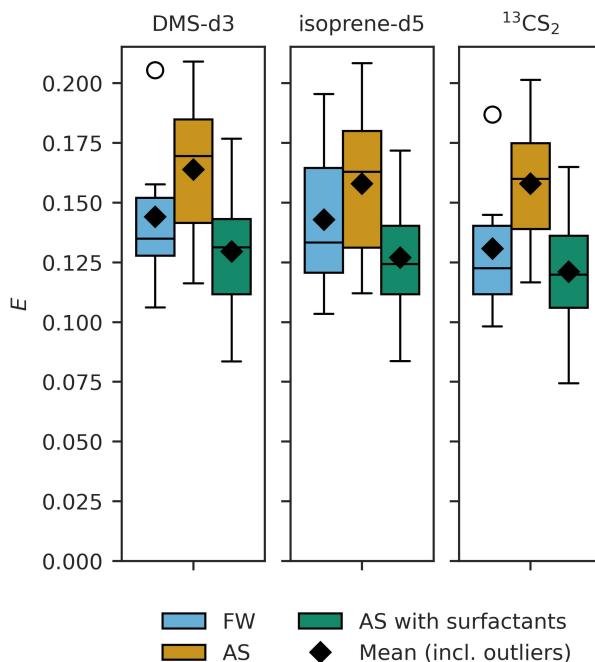 DMS-d3 isoprene-d5 ¹³CS₂
0.200
0.175
0.150
0.125
E
0.100
0.075
0.050
0.025
0.000
FW AS with surfactants
AS Mean (incl. outliers)